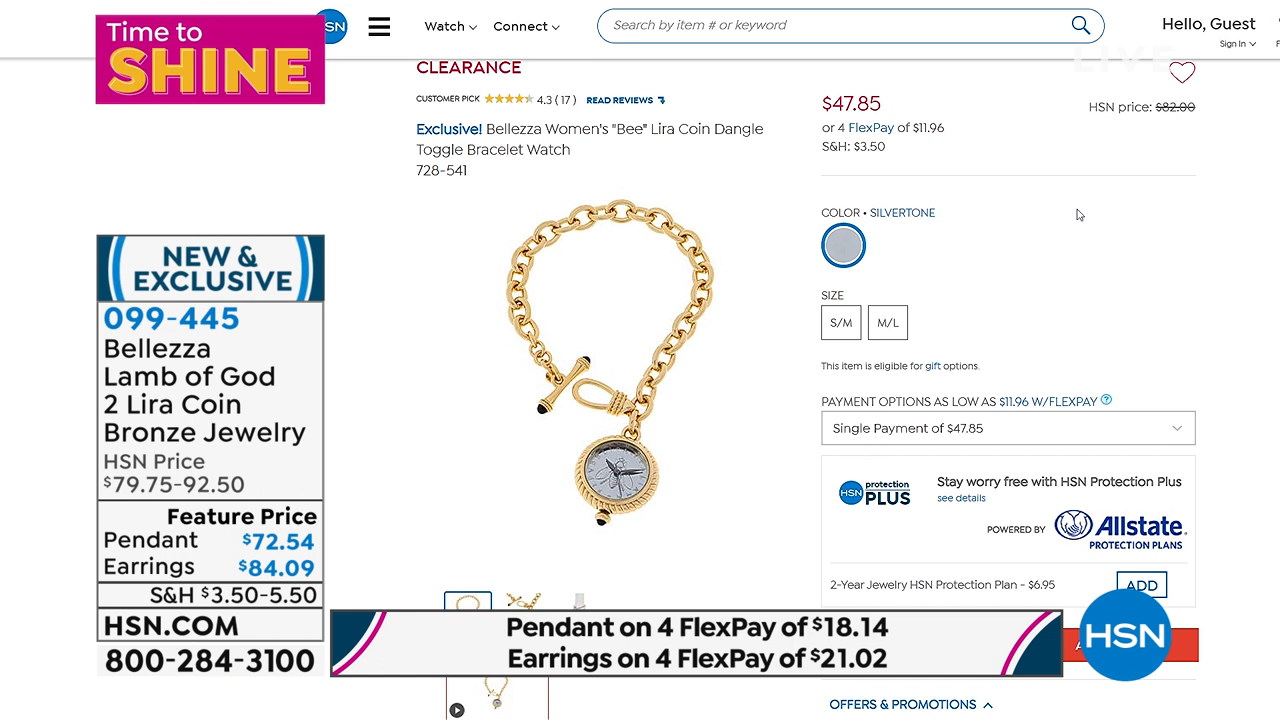 Time to
SHINE
HSN
Watch
Connect
Search by item # or keyword
Hello, Guest
Sign In
LIVE
CLEARANCE
CUSTOMER PICK 4.3 (17) READ REVIEWS
Exclusive! Bellezza Women's "Bee" Lira Coin Dangle
Toggle Bracelet Watch
728-541
$47.85
HSN price: $82.00
or 4 FlexPay of $11.96
S&H: $3.50
COLOR • SILVERTONE
SIZE
S/M
M/L
This item is eligible for gift options.
PAYMENT OPTIONS AS LOW AS $11.96 W/FLEXPAY ?
Single Payment of $47.85
HSN protection
PLUS
Stay worry free with HSN Protection Plus
see details
POWERED BY Allstate
PROTECTION PLANS
2-Year Jewelry HSN Protection Plan - $6.95
ADD
OFFERS & PROMOTIONS
NEW &
EXCLUSIVE
099-445
Bellezza
Lamb of God
2 Lira Coin
Bronze Jewelry
HSN Price
$79.75-92.50
Feature Price
Pendant $72.54
Earrings $84.09
S&H $3.50-5.50
HSN.COM
800-284-3100
Pendant on 4 FlexPay of $18.14
Earrings on 4 FlexPay of $21.02
HSN